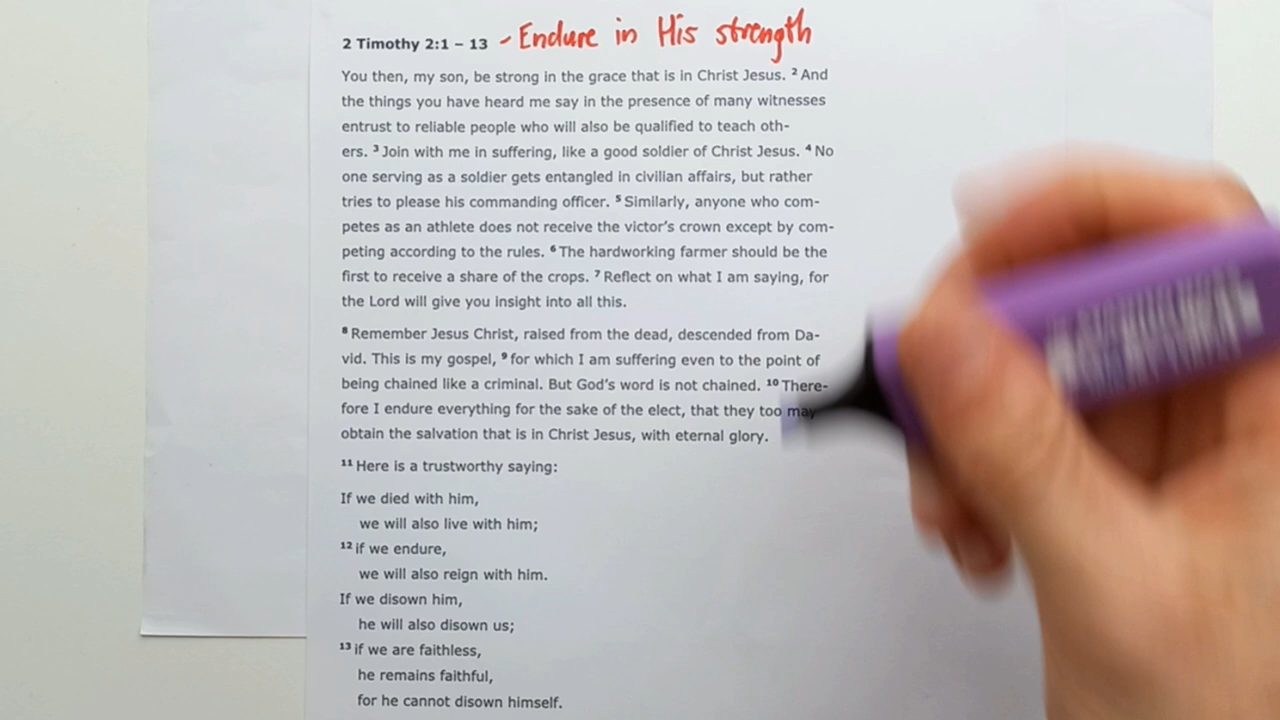 2 Timothy 2:1 – 13 - Endure in His strength
You then, my son, be strong in the grace that is in Christ Jesus. ² And
the things you have heard me say in the presence of many witnesses
entrust to reliable people who will also be qualified to teach oth-
ers. ³ Join with me in suffering, like a good soldier of Christ Jesus. ⁴ No
one serving as a soldier gets entangled in civilian affairs, but rather
tries to please his commanding officer. ⁵ Similarly, anyone who com-
petes as an athlete does not receive the victor’s crown except by com-
peting according to the rules. ⁶ The hardworking farmer should be the
first to receive a share of the crops. ⁷ Reflect on what I am saying, for
the Lord will give you insight into all this.
⁸ Remember Jesus Christ, raised from the dead, descended from Da-
vid. This is my gospel, ⁹ for which I am suffering even to the point of
being chained like a criminal. But God’s word is not chained. ¹⁰ There-
fore I endure everything for the sake of the elect, that they too may
obtain the salvation that is in Christ Jesus, with eternal glory.
¹¹ Here is a trustworthy saying:
If we died with him,
we will also live with him;
¹² if we endure,
we will also reign with him.
If we disown him,
he will also disown us;
¹³ if we are faithless,
he remains faithful,
for he cannot disown himself.